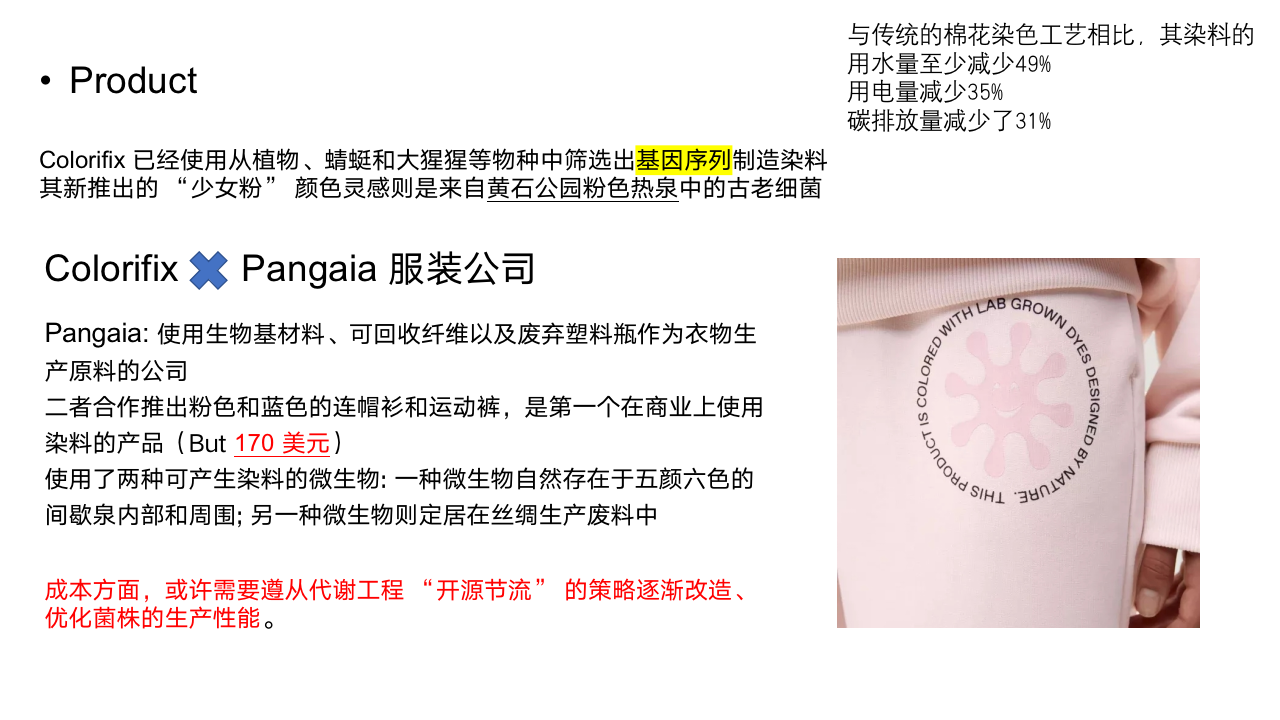 与传统的棉花染色工艺相比，其染料的
用水量至少减少49%
用电量减少35%
碳排放量减少了31%
• Product
Colorifix 已经使用从植物、蜻蜓和大猩猩等物种中筛选出基因序列制造染料
其新推出的 “少女粉” 颜色灵感则是来自黄石公园粉色热泉中的古老细菌
Colorifix ✖ Pangaia 服装公司
Pangaia: 使用生物基材料、可回收纤维以及废弃塑料瓶作为衣物生
产原料的公司
二者合作推出粉色和蓝色的连帽衫和运动裤，是第一个在商业上使用
染料的产品（But 170 美元）
使用了两种可产生染料的微生物: 一种微生物自然存在于五颜六色的
间歇泉内部和周围; 另一种微生物则定居在丝绸生产废料中
成本方面，或许需要遵从代谢工程 “开源节流” 的策略逐渐改造、
优化菌株的生产性能。
THIS PRODUCT IS COLORED WITH LAB GROWN DYES DESIGNED BY NATURE.